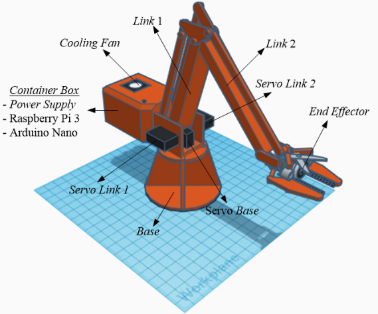 Cooling Fan
Link 1
Link 2
Container Box
- Power Supply
- Raspberry Pi 3
- Arduino Nano
Servo Link 2
End Effector
Servo Link 1
Servo Base
Base
Workplane